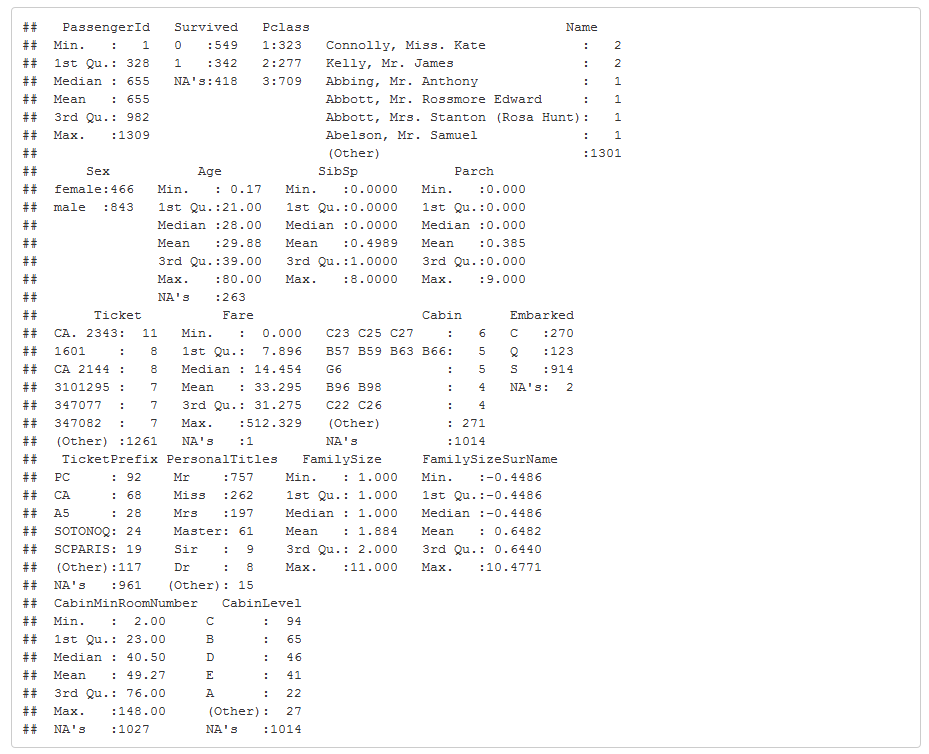 ##   PassengerId   Survived   Pclass                                Name
##  Min.   :   1   0   :549   1:323   Connolly, Miss. Kate            :   2
##  1st Qu.: 328   1   :342   2:277   Kelly, Mr. James                :   2
##  Median : 655   NA's:418   3:709   Abbing, Mr. Anthony             :   1
##  Mean   : 655                      Abbott, Mr. Rossmore Edward     :   1
##  3rd Qu.: 982                      Abbott, Mrs. Stanton (Rosa Hunt):   1
##  Max.   :1309                      Abelson, Mr. Samuel             :   1
##                                    (Other)                         :1301
##      Sex           Age            SibSp            Parch
##  female:466   Min.   : 0.17   Min.   :0.0000   Min.   :0.000
##  male  :843   1st Qu.:21.00   1st Qu.:0.0000   1st Qu.:0.000
##               Median :28.00   Median :0.0000   Median :0.000
##               Mean   :29.88   Mean   :0.4989   Mean   :0.385
##               3rd Qu.:39.00   3rd Qu.:1.0000   3rd Qu.:0.000
##               Max.   :80.00   Max.   :8.0000   Max.   :9.000
##               NA's   :263
##       Ticket          Fare                     Cabin      Embarked
##  CA. 2343:  11   Min.   :  0.000   C23 C25 C27    :   6   C   :270
##  1601    :   8   1st Qu.:  7.896   B57 B59 B63 B66:   5   Q   :123
##  CA 2144 :   8   Median : 14.454   G6             :   5   S   :914
##  3101295 :   7   Mean   : 33.295   B96 B98        :   4   NA's:  2
##  347077  :   7   3rd Qu.: 31.275   C22 C26        :   4
##  347082  :   7   Max.   :512.329   (Other)        : 271
##  (Other) :1261   NA's   :1         NA's           :1014
##   TicketPrefix PersonalTitles   FamilySize     FamilySizeSurName
##  PC     : 92    Mr    :757    Min.   : 1.000   Min.   :-0.4486
##  CA     : 68    Miss  :262    1st Qu.: 1.000   1st Qu.:-0.4486
##  A5     : 28    Mrs   :197    Median : 1.000   Median :-0.4486
##  SOTONOQ: 24    Master: 61    Mean   : 1.884   Mean   : 0.6482
##  SCPARIS: 19    Sir   :  9    3rd Qu.: 2.000   3rd Qu.: 0.6440
##  (Other):117    Dr    :  8    Max.   :11.000   Max.   :10.4771
##  NA's   :961   (Other): 15
##  CabinMinRoomNumber   CabinLevel
##  Min.   :  2.00     C      :  94
##  1st Qu.: 23.00     B      :  65
##  Median : 40.50     D      :  46
##  Mean   : 49.27     E      :  41
##  3rd Qu.: 76.00     A      :  22
##  Max.   :148.00     (Other):  27
##  NA's   :1027       NA's   :1014